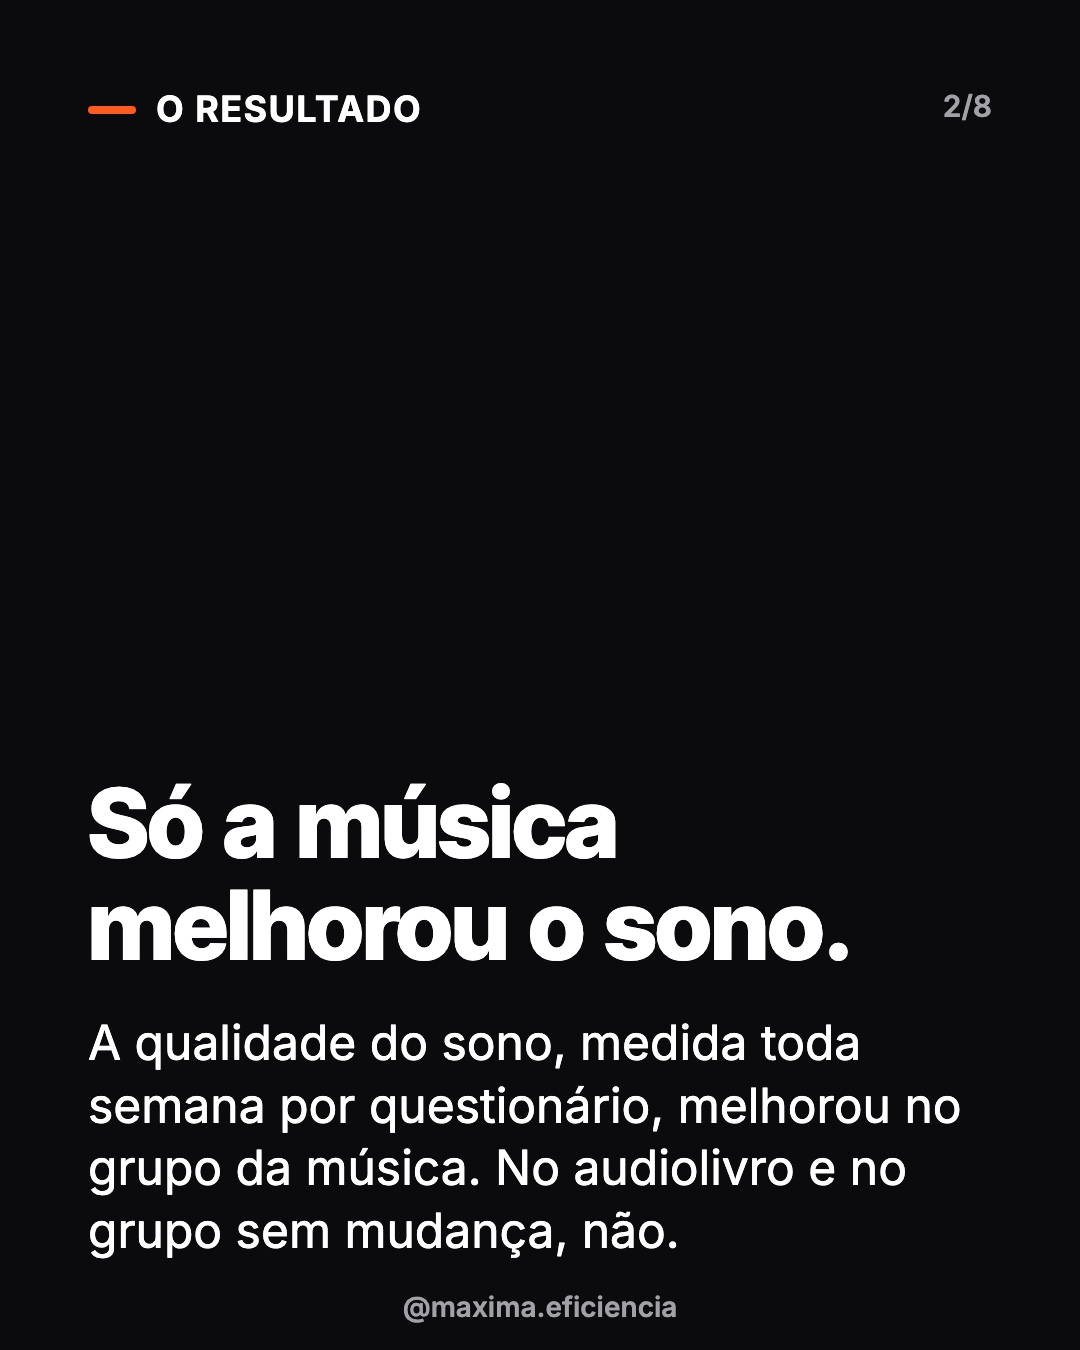 O RESULTADO
2/8
Só a música
melhorou o sono.
A qualidade do sono, medida toda
semana por questionário, melhorou no
grupo da música. No audiolivro e no
grupo sem mudança, não.
@maxima.eficiencia